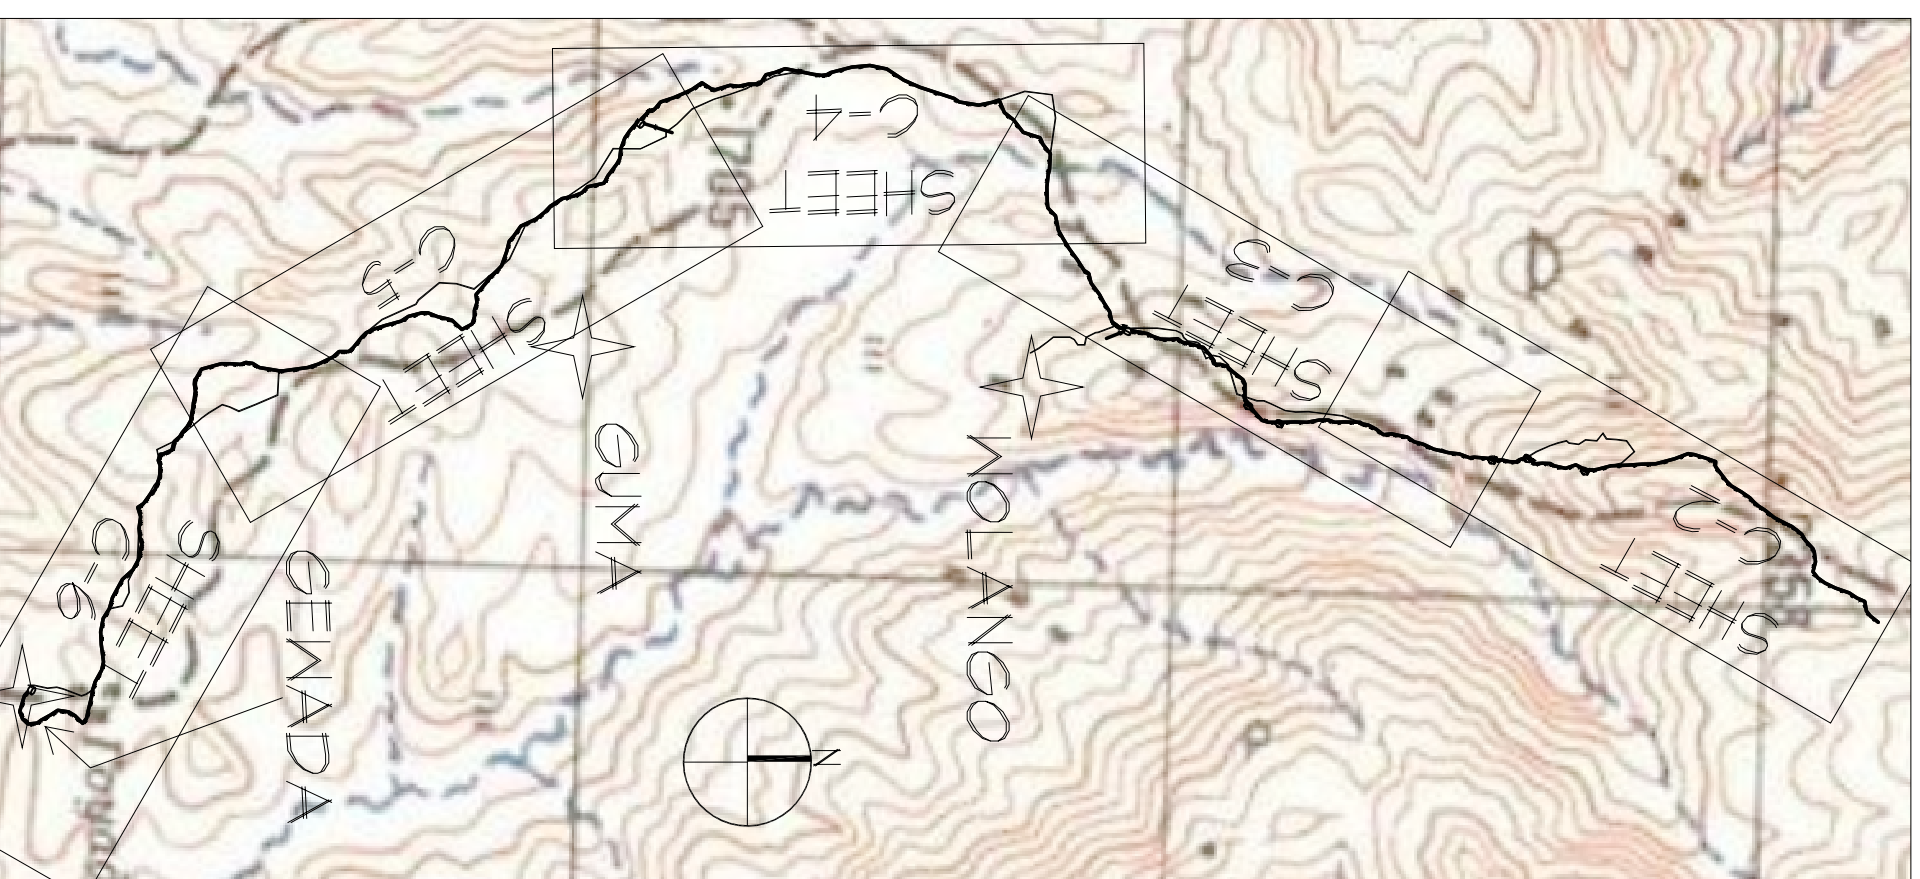 C-4
SHEET
C-5
SHEET
C-3
SHEET
C-2
SHEET
C-6
SHEET
GUMA
WOLANGO
GEWADA
N